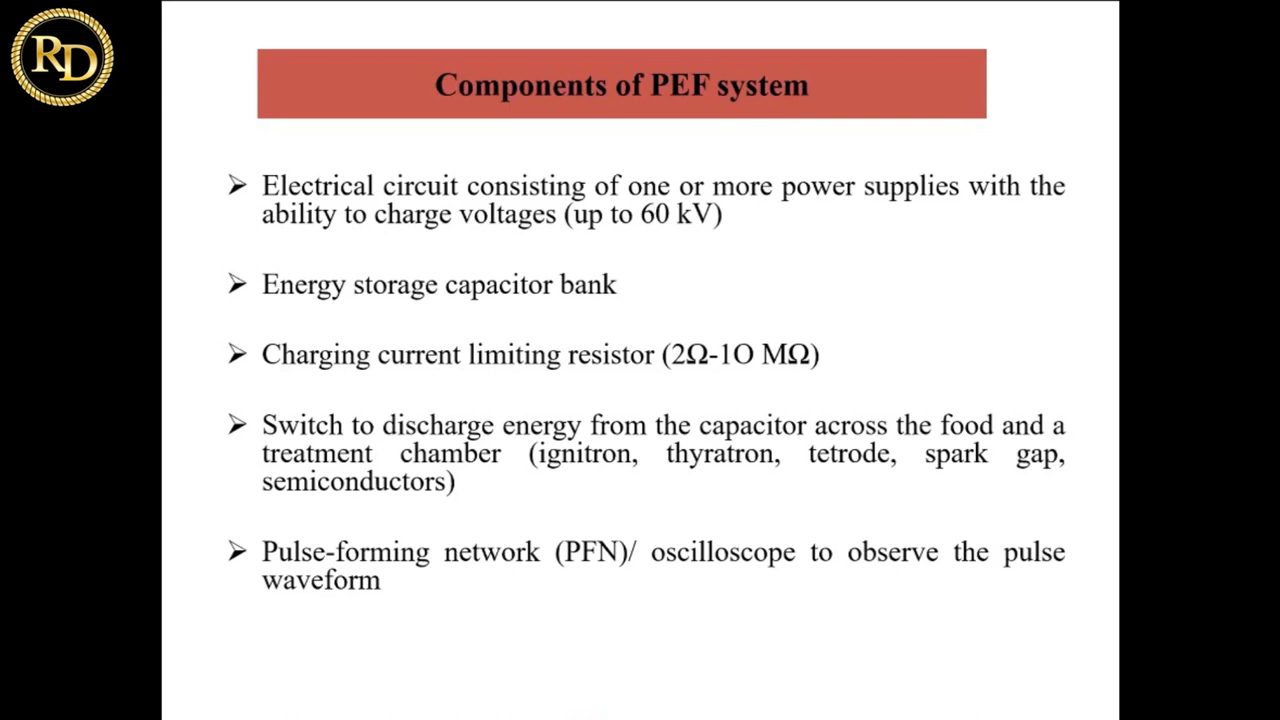 RD
Components of PEF system
➢ Electrical circuit consisting of one or more power supplies with the
ability to charge voltages (up to 60 kV)
➢ Energy storage capacitor bank
➢ Charging current limiting resistor (2Ω-1O MΩ)
➢ Switch to discharge energy from the capacitor across the food and a
treatment chamber (ignitron, thyratron, tetrode, spark gap,
semiconductors)
➢ Pulse-forming network (PFN)/ oscilloscope to observe the pulse
waveform